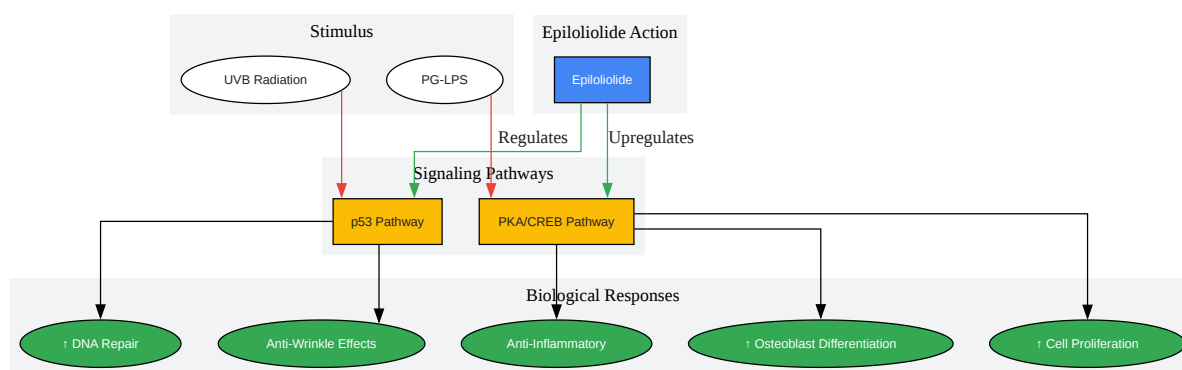 Stimulus
Epiloliolide Action
UVB Radiation
PG-LPS
Epiloliolide
Regulates
Upregulates
Signaling Pathways
p53 Pathway
PKA/CREB Pathway
Biological Responses
↑ DNA Repair
Anti-Wrinkle Effects
Anti-Inflammatory
↑ Osteoblast Differentiation
↑ Cell Proliferation